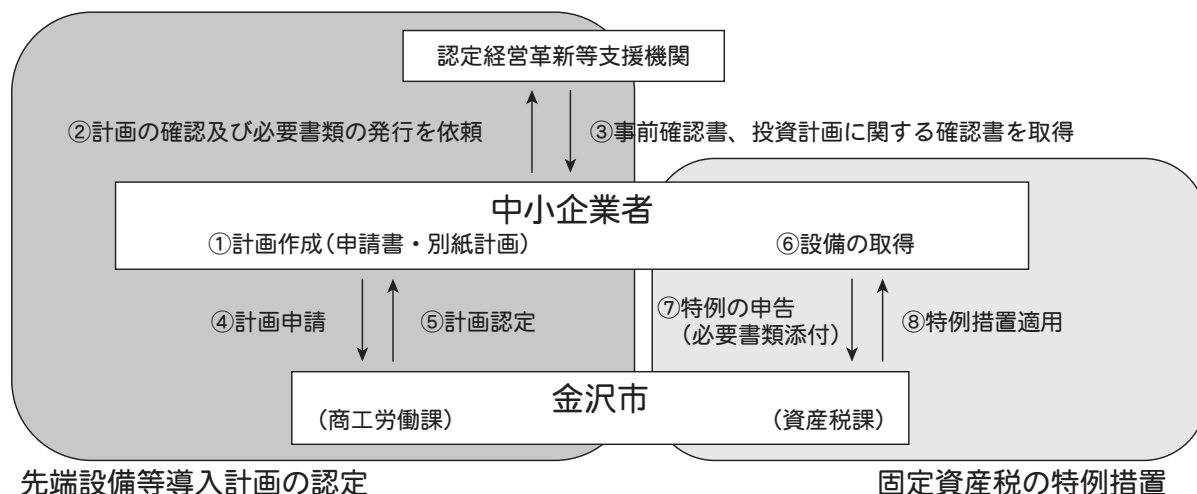 認定経営革新等支援機関
②計画の確認及び必要書類の発行を依頼
③事前確認書、投資計画に関する確認書を取得
中小企業者
①計画作成(申請書・別紙計画)
⑥設備の取得
④計画申請
⑤計画認定
⑦特例の申告
(必要書類添付)
⑧特例措置適用
金沢市
(商工労働課)
(資産税課)
先端設備等導入計画の認定
固定資産税の特例措置